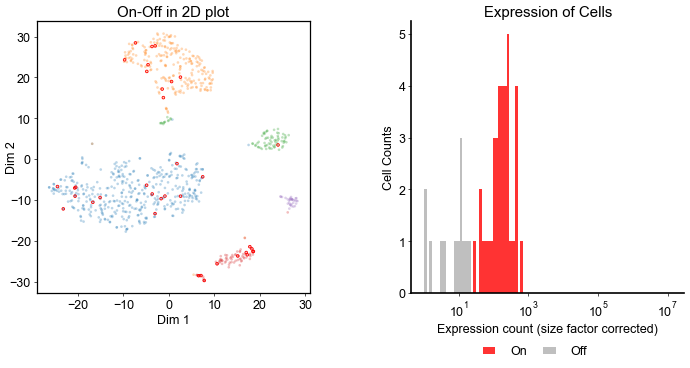 On-Off in 2D plot
30
20
10
0
−10
−20
−30
Dim 2
−20
−10
0
10
20
30
Dim 1
Expression of Cells
5
4
3
2
1
0
Cell Counts
10^1
10^3
10^5
10^7
Expression count (size factor corrected)
On
Off